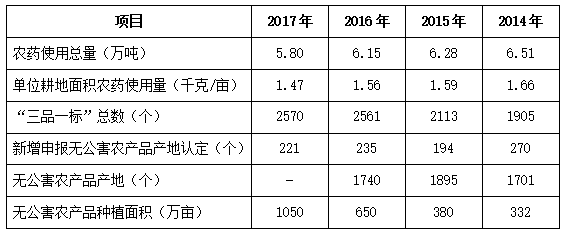 项目 2017年 2016年 2015年 2014年
农药使用总量（万吨） 5.80 6.15 6.28 6.51
单位耕地面积农药使用量（千克/亩） 1.47 1.56 1.59 1.66
“三品一标”总数（个） 2570 2561 2113 1905
新增申报无公害农产品产地认定（个） 221 235 194 270
无公害农产品产地（个） - 1740 1895 1701
无公害农产品种植面积（万亩） 1050 650 380 332